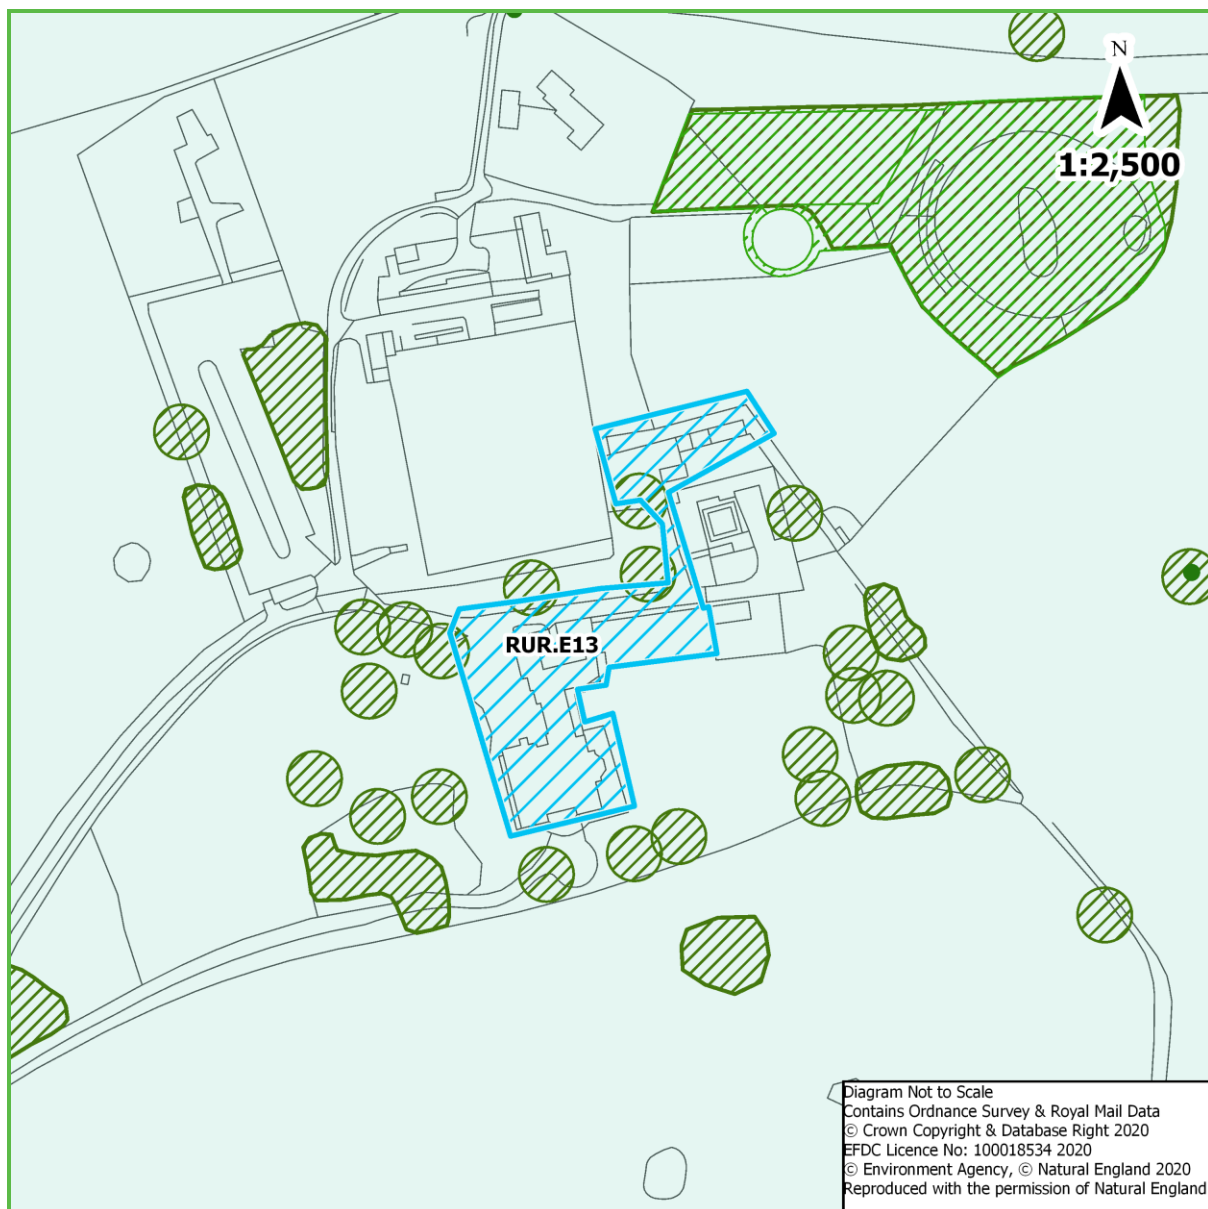 N
1:2,500
RUR.E13
Diagram Not to Scale
Contains Ordnance Survey & Royal Mail Data
© Crown Copyright & Database Right 2020
EFDC Licence No: 100018534 2020
© Environment Agency, © Natural England 2020
Reproduced with the permission of Natural England